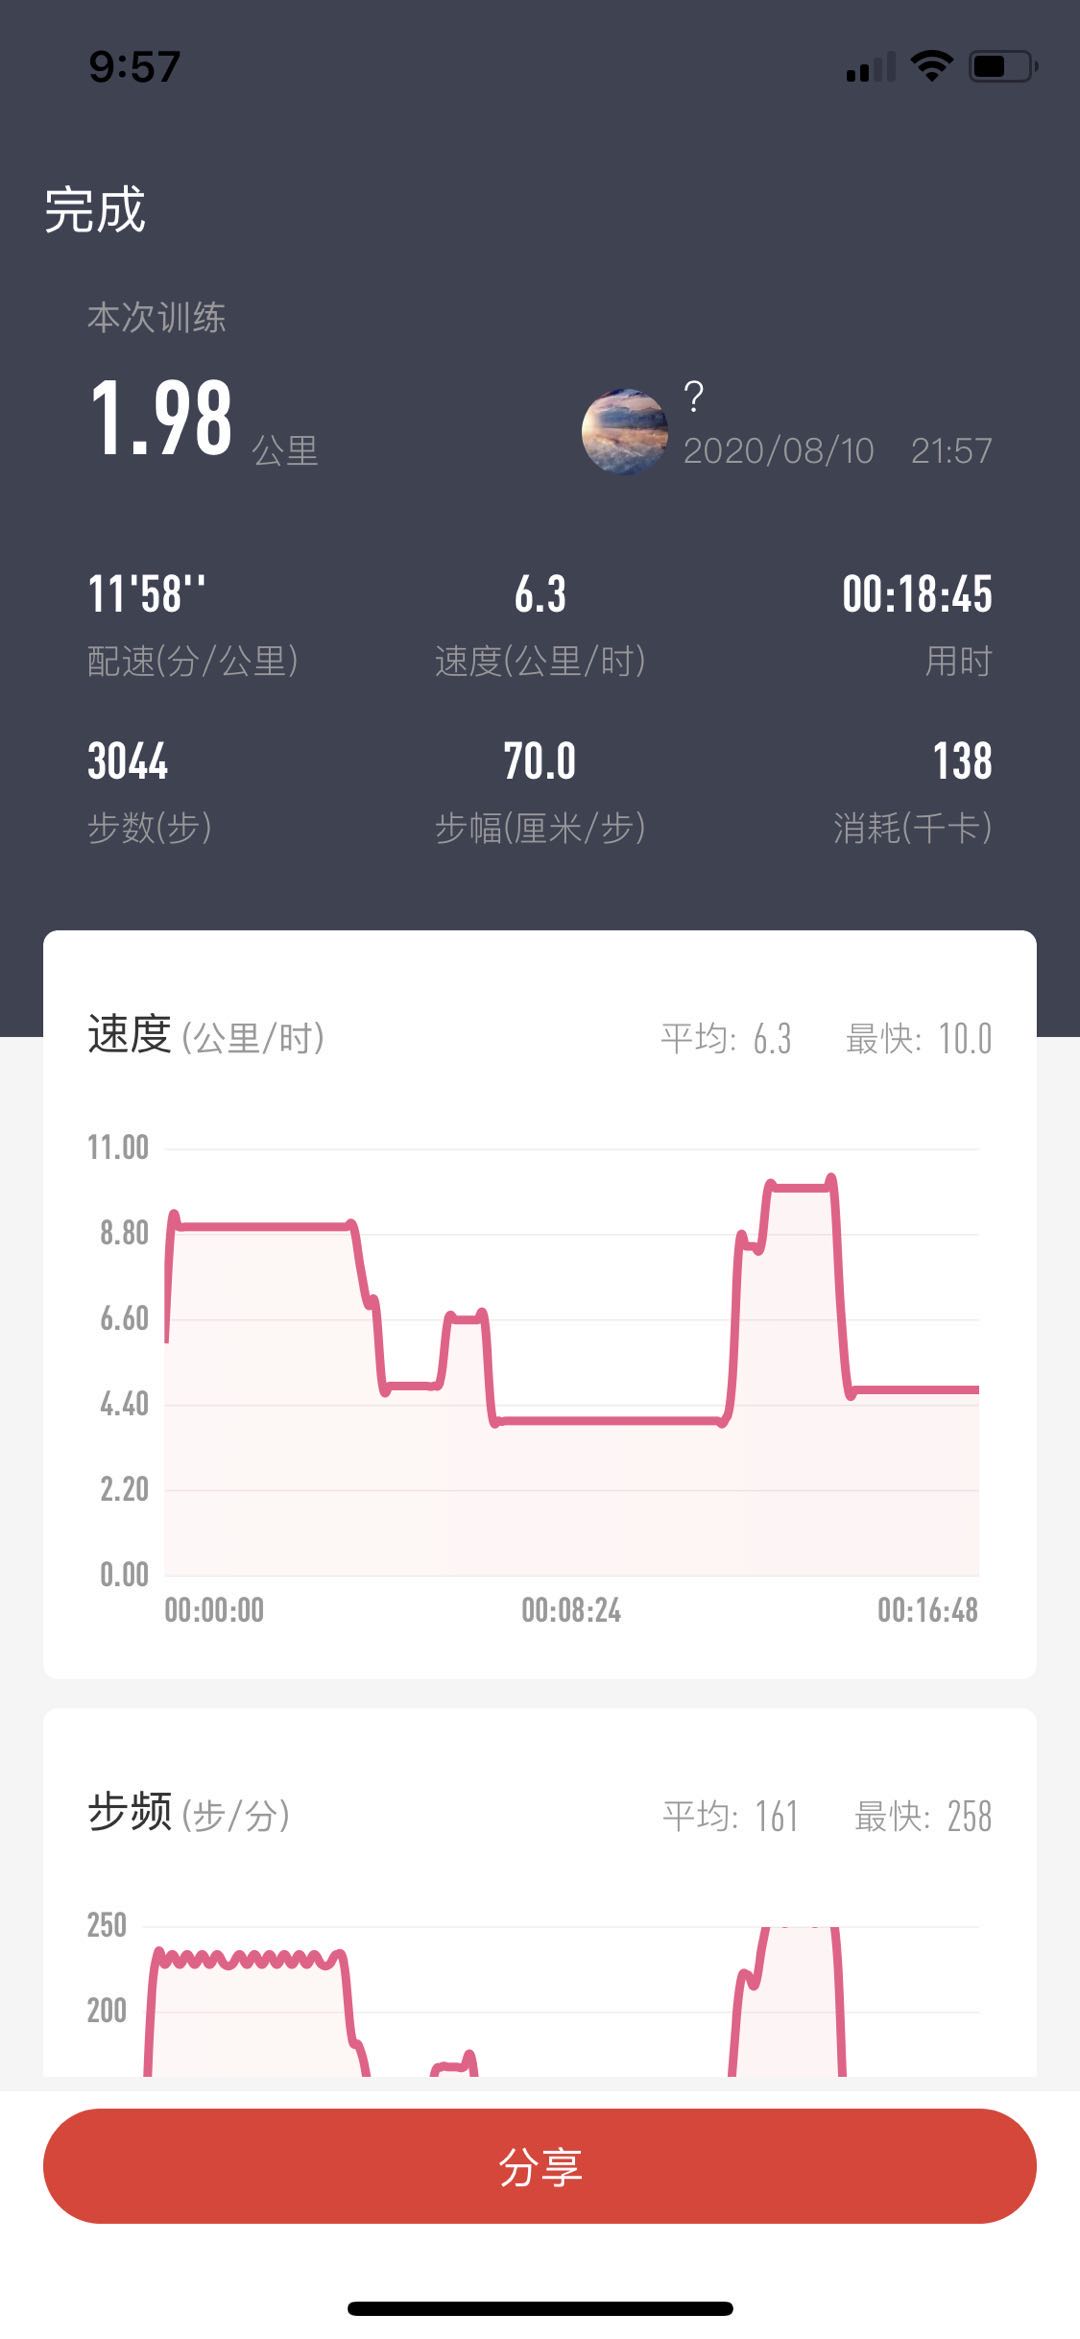 9:57
完成
本次训练
1.98 公里
?
2020/08/10 21:57
11'58'' 6.3 00:18:45
配速(分/公里) 速度(公里/时) 用时
3044 70.0 138
步数(步) 步幅(厘米/步) 消耗(千卡)
速度 (公里/时) 平均: 6.3 最快: 10.0
11.00
8.80
6.60
4.40
2.20
0.00
00:00:00 00:08:24 00:16:48
步频 (步/分) 平均: 161 最快: 258
250
200
分享